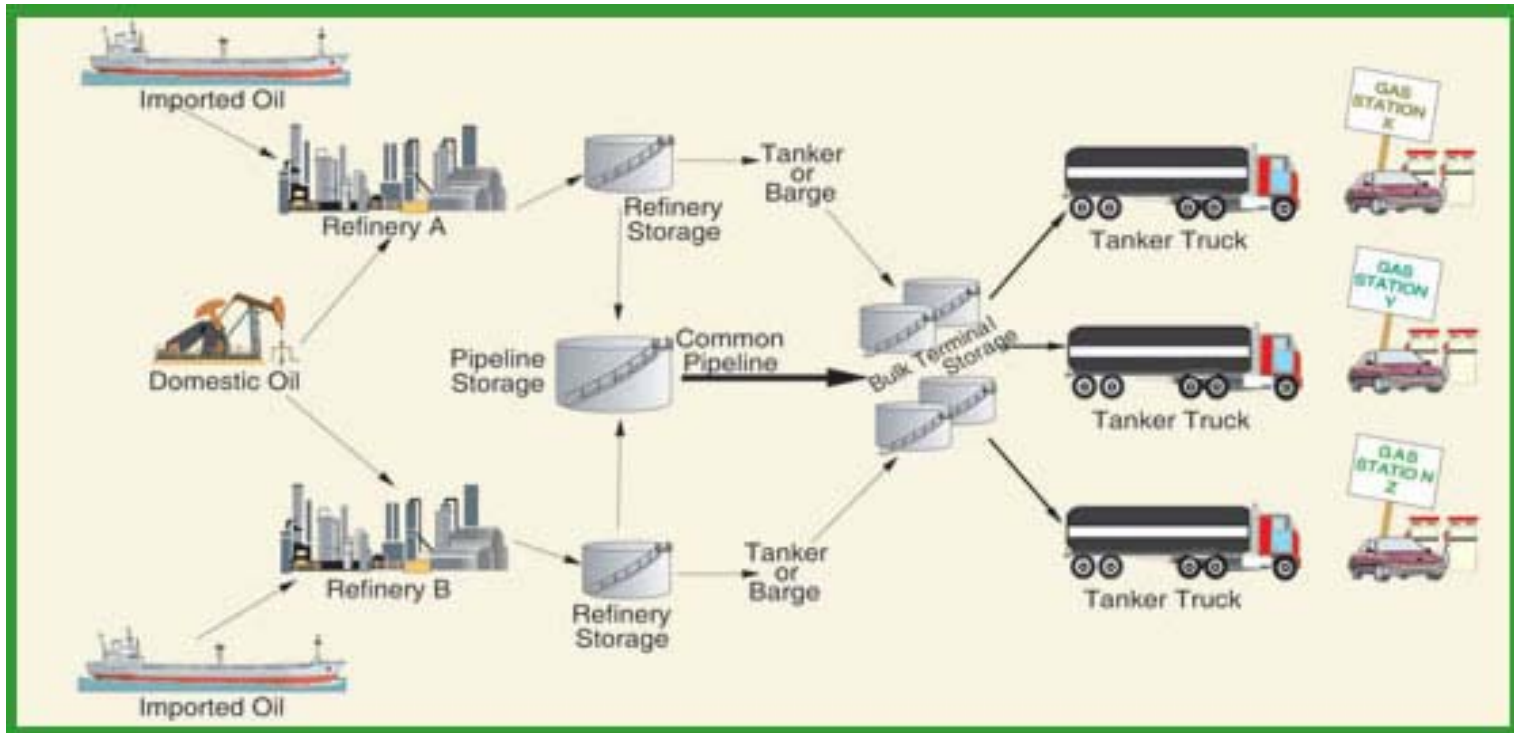 Imported Oil
Refinery A
Refinery
Storage
Tanker
or
Barge
Tanker Truck
GAS
STATION
X
Domestic Oil
Pipeline
Storage
Common
Pipeline
Bulk Terminal
Storage
Tanker Truck
GAS
STATION
Y
Refinery B
Refinery
Storage
Tanker
or
Barge
Tanker Truck
GAS
STATIO N
Z
Imported Oil